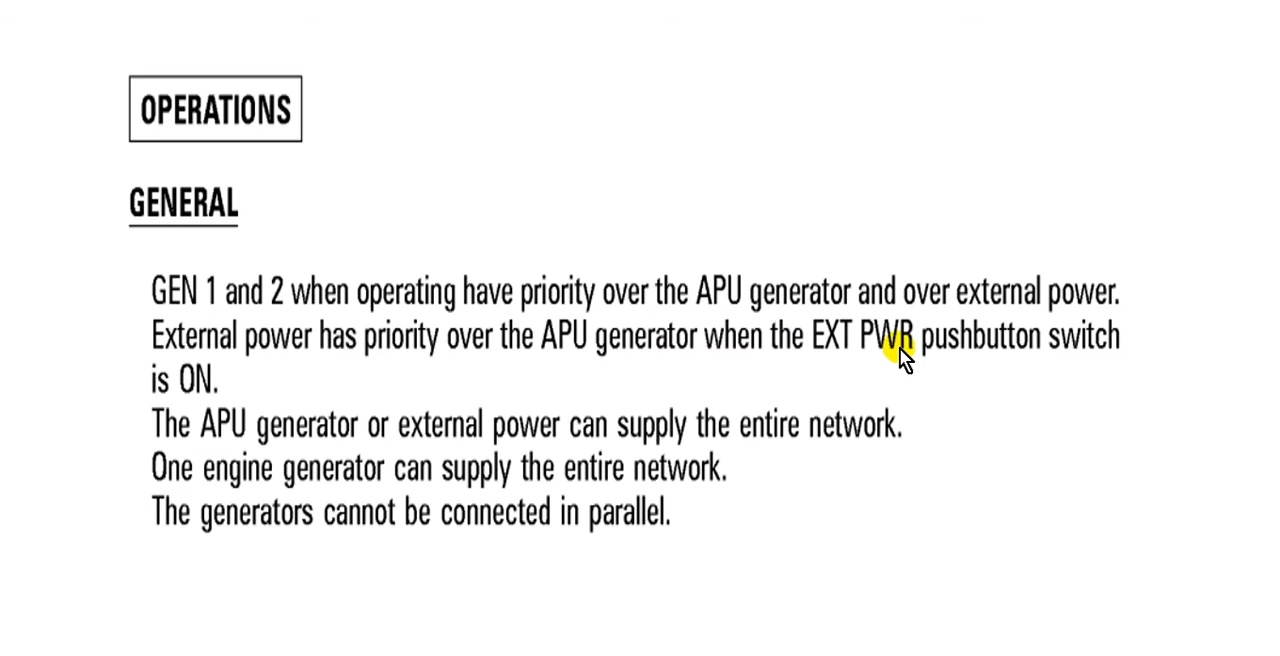 OPERATIONS
GENERAL
GEN 1 and 2 when operating have priority over the APU generator and over external power.
External power has priority over the APU generator when the EXT PWR pushbutton switch
is ON.
The APU generator or external power can supply the entire network.
One engine generator can supply the entire network.
The generators cannot be connected in parallel.